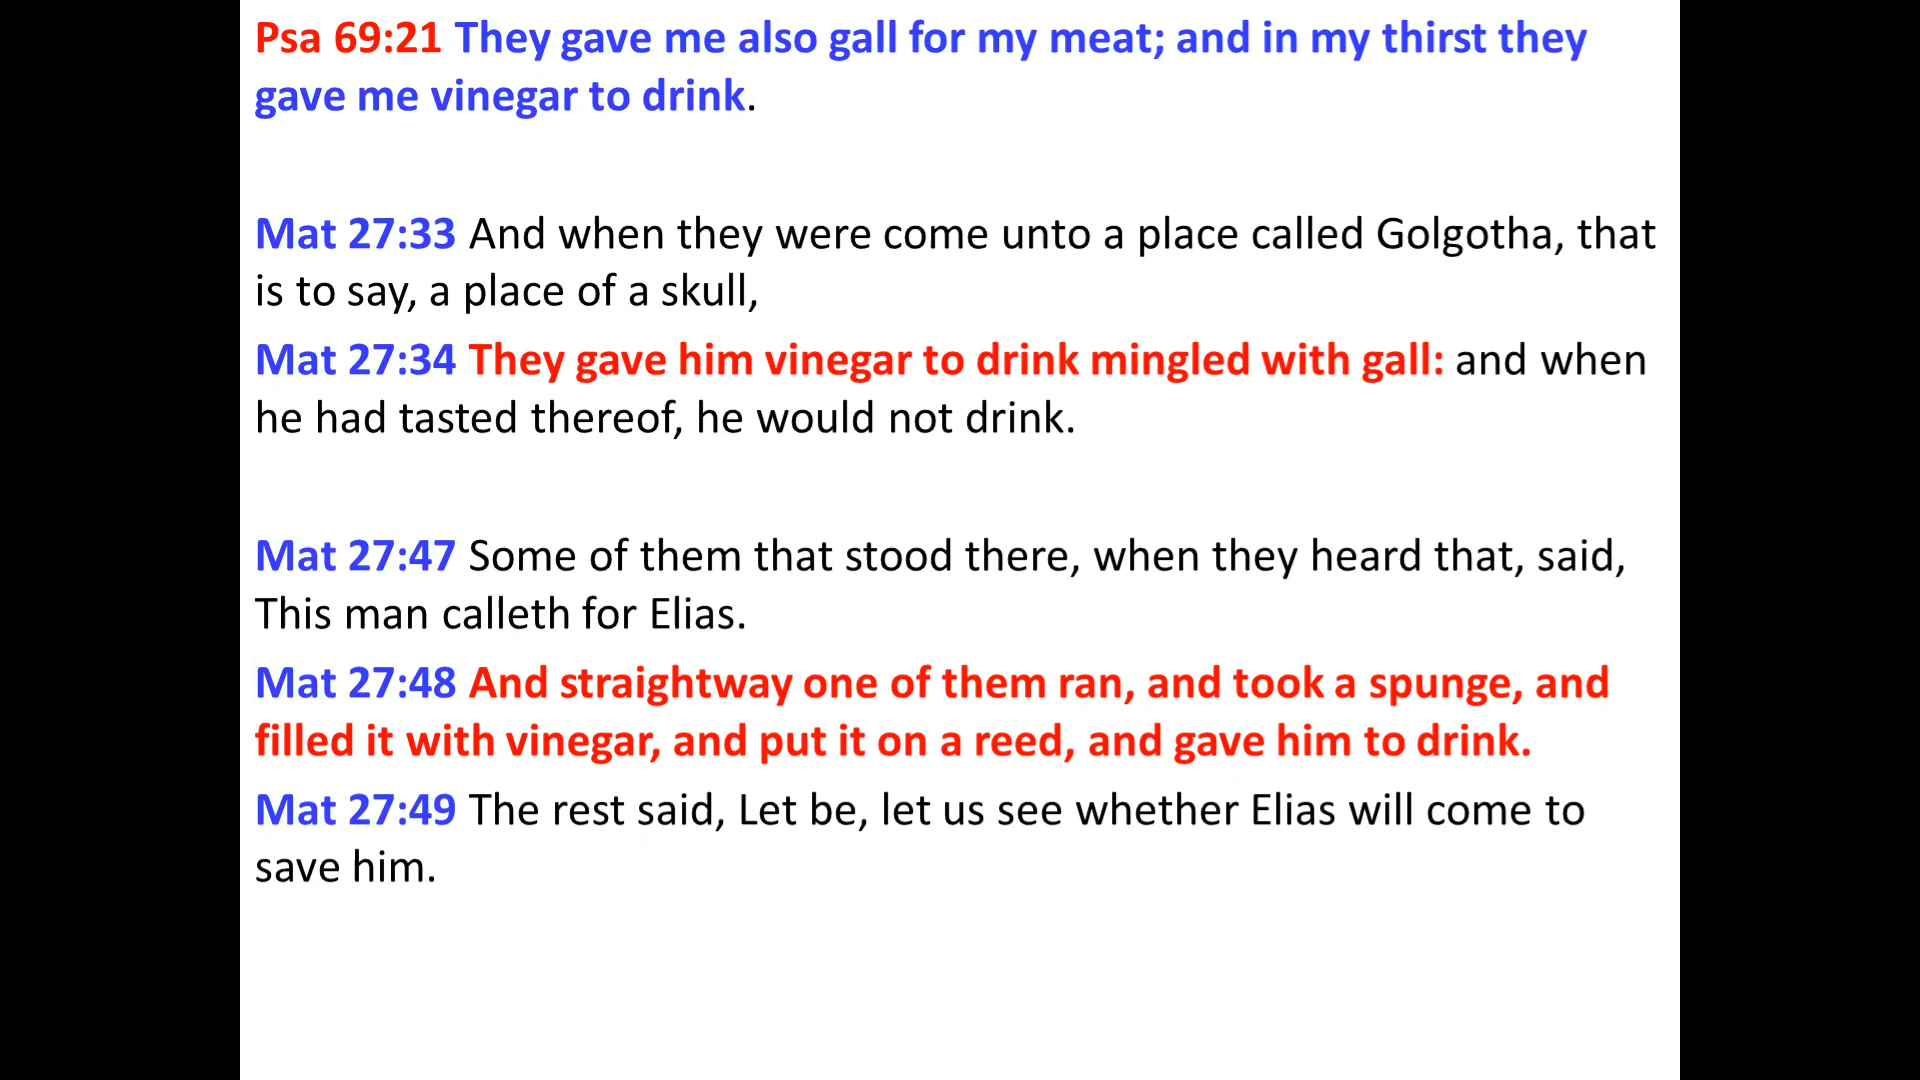 Psa 69:21 They gave me also gall for my meat; and in my thirst they
gave me vinegar to drink.
Mat 27:33 And when they were come unto a place called Golgotha, that
is to say, a place of a skull,
Mat 27:34 They gave him vinegar to drink mingled with gall: and when
he had tasted thereof, he would not drink.
Mat 27:47 Some of them that stood there, when they heard that, said,
This man calleth for Elias.
Mat 27:48 And straightway one of them ran, and took a spunge, and
filled it with vinegar, and put it on a reed, and gave him to drink.
Mat 27:49 The rest said, Let be, let us see whether Elias will come to
save him.